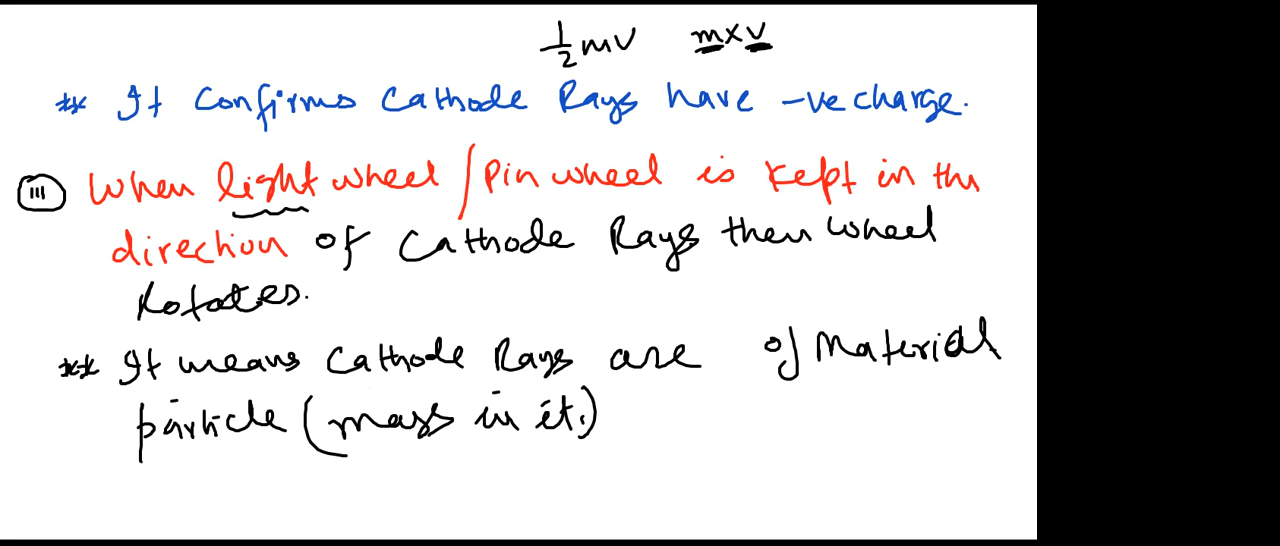 ½mv m×v
** It confirms Cathode Rays have -ve charge.
(iii) When light wheel / Pin wheel is kept in the
direction of Cathode Rays then wheel
Rotates.
** It means Cathode Rays are of Material
particle (mass in it.)